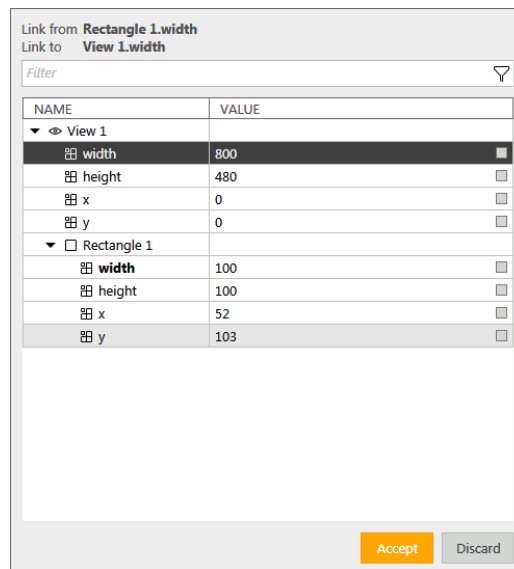 Link from Rectangle 1.width
Link to View 1.width
Filter
NAME VALUE
View 1
width 800
height 480
x 0
y 0
Rectangle 1
width 100
height 100
x 52
y 103
Accept Discard